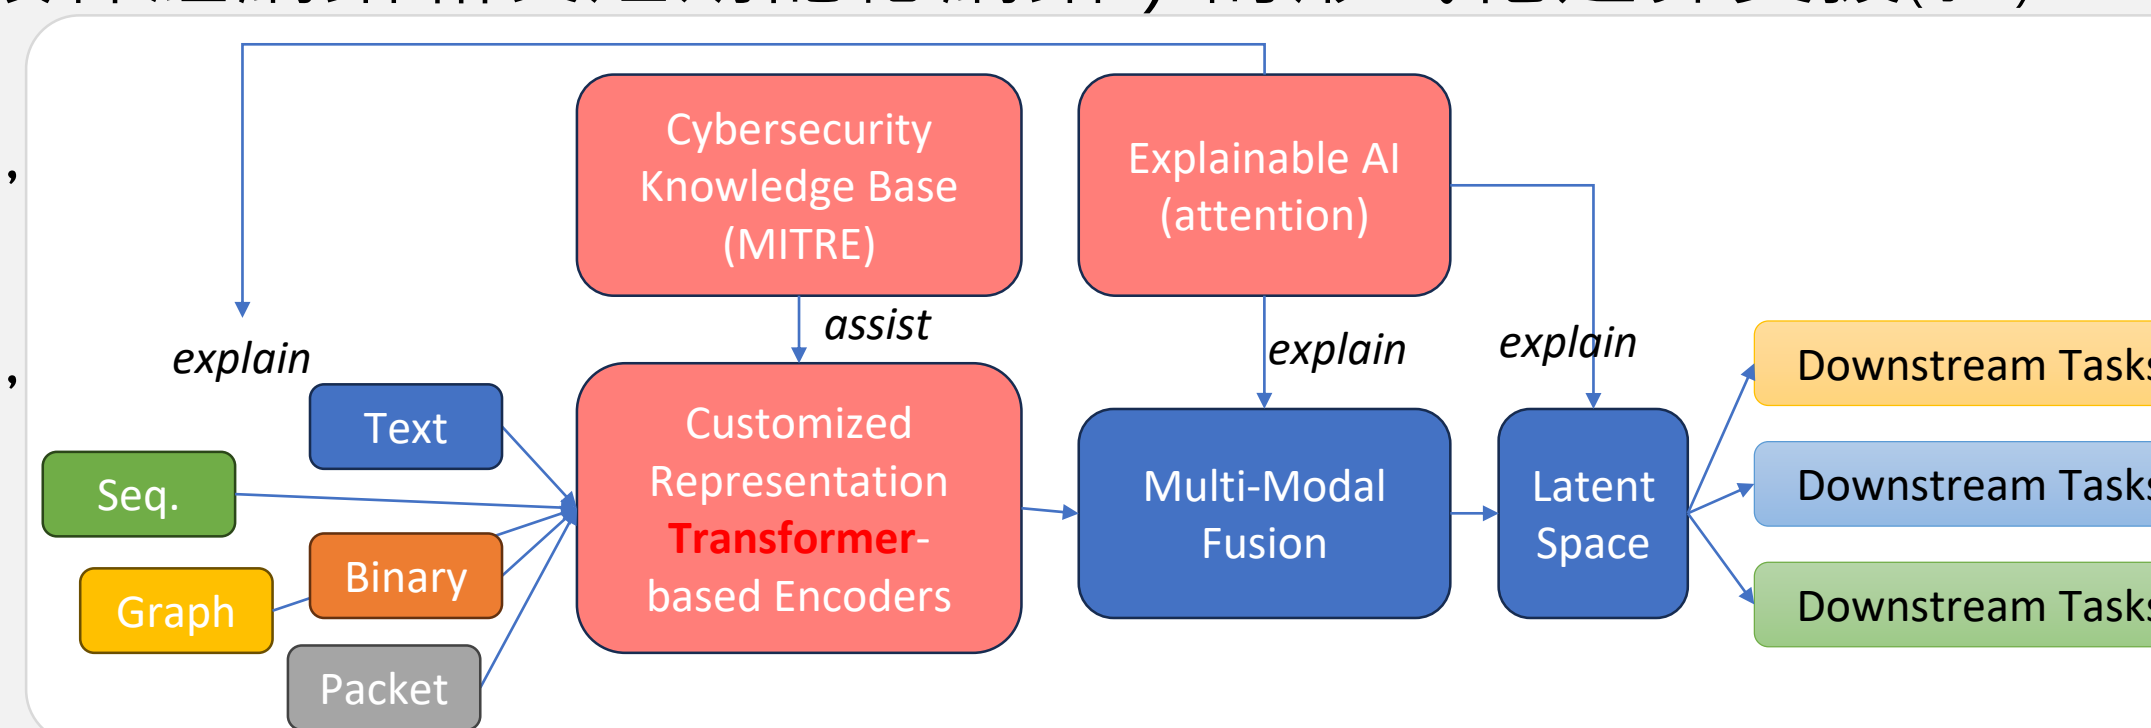 Cybersecurity
Knowledge Base
(MITRE)
Explainable AI
(attention)
assist
explain
explain
explain
Text
Seq.
Binary
Graph
Packet
Customized
Representation
Transformer-
based Encoders
Multi-Modal
Fusion
Latent
Space
Downstream Tasks
Downstream Tasks
Downstream Tasks